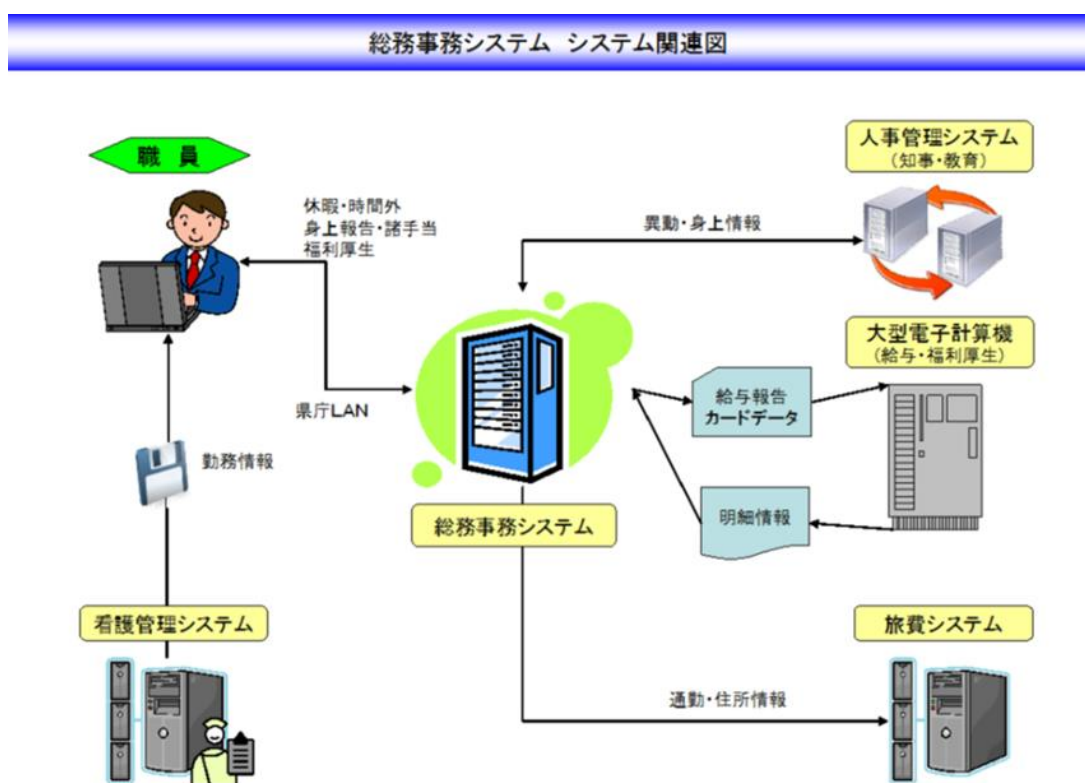 総務事務システム システム関連図
職 員
休暇・時間外
身上報告・諸手当
福利厚生
県庁LAN
勤務情報
看護管理システム
総務事務システム
異動・身上情報
人事管理システム
(知事・教育)
大型電子計算機
(給与・福利厚生)
給与報告
カードデータ
明細情報
旅費システム
通勤・住所情報